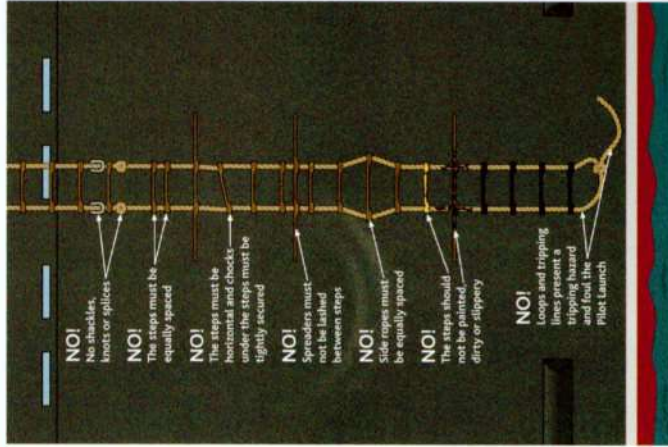 NO!
No shackles,
knots or splices
NO!
The steps must be
equally spaced
NO!
The steps must be
horizontal and chocks
under the steps must be
tightly secured
NO!
Spreaders must
not be lashed
between steps
NO!
Side ropes must
be equally spaced
NO!
The steps should
not be painted,
dirty or slippery
NO!
Loops and tripping
lines present a
tripping hazard
and foul the
Pilot Launch